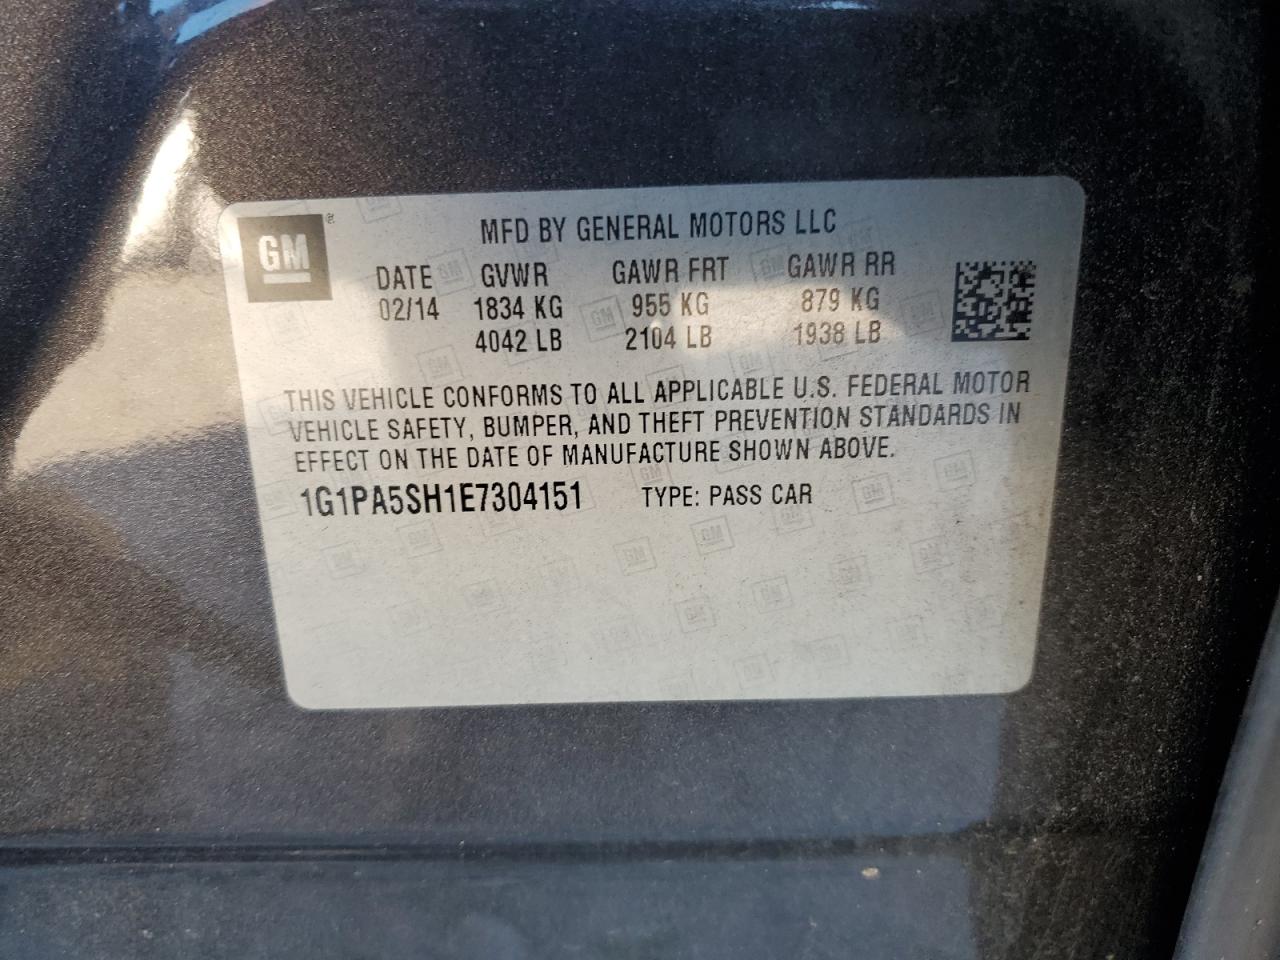 GM
MFD BY GENERAL MOTORS LLC
DATE GVWR GAWR FRT GAWR RR
02/14 1834 KG 955 KG 879 KG
4042 LB 2104 LB 1938 LB
THIS VEHICLE CONFORMS TO ALL APPLICABLE U.S. FEDERAL MOTOR
VEHICLE SAFETY, BUMPER, AND THEFT PREVENTION STANDARDS IN
EFFECT ON THE DATE OF MANUFACTURE SHOWN ABOVE.
1G1PA5SH1E7304151 TYPE: PASS CAR